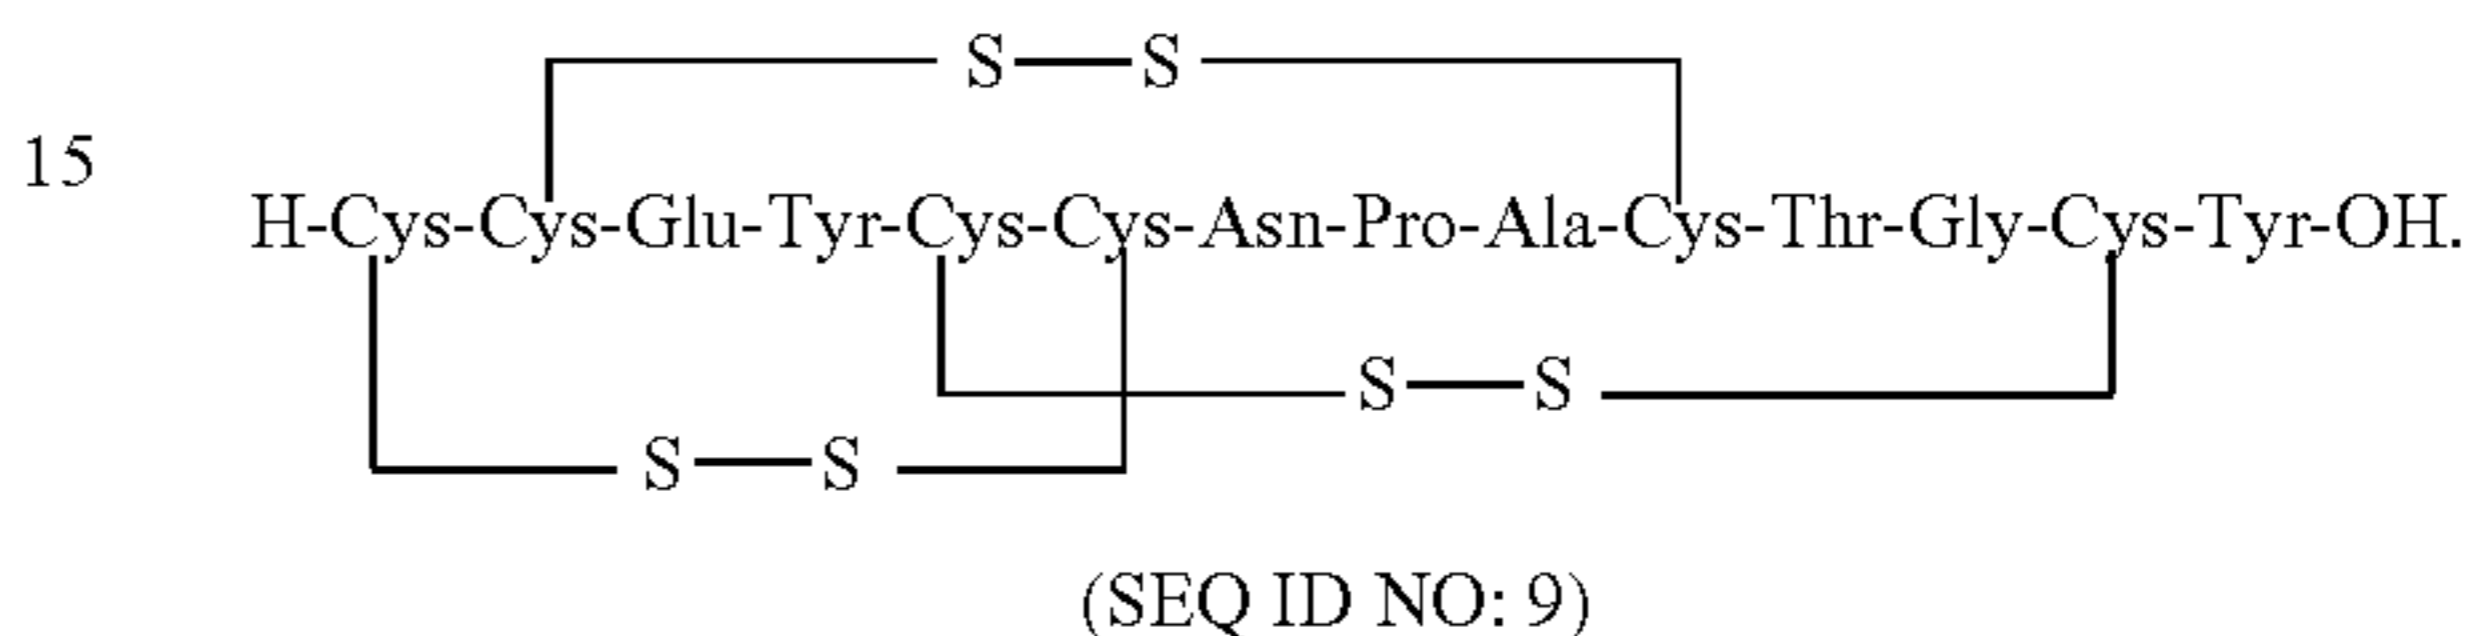 S—S
15
H-Cys-Cys-Glu-Tyr-Cys-Cys-Asn-Pro-Ala-Cys-Thr-Gly-Cys-Tyr-OH.
S—S
S—S
(SEQ ID NO: 9)